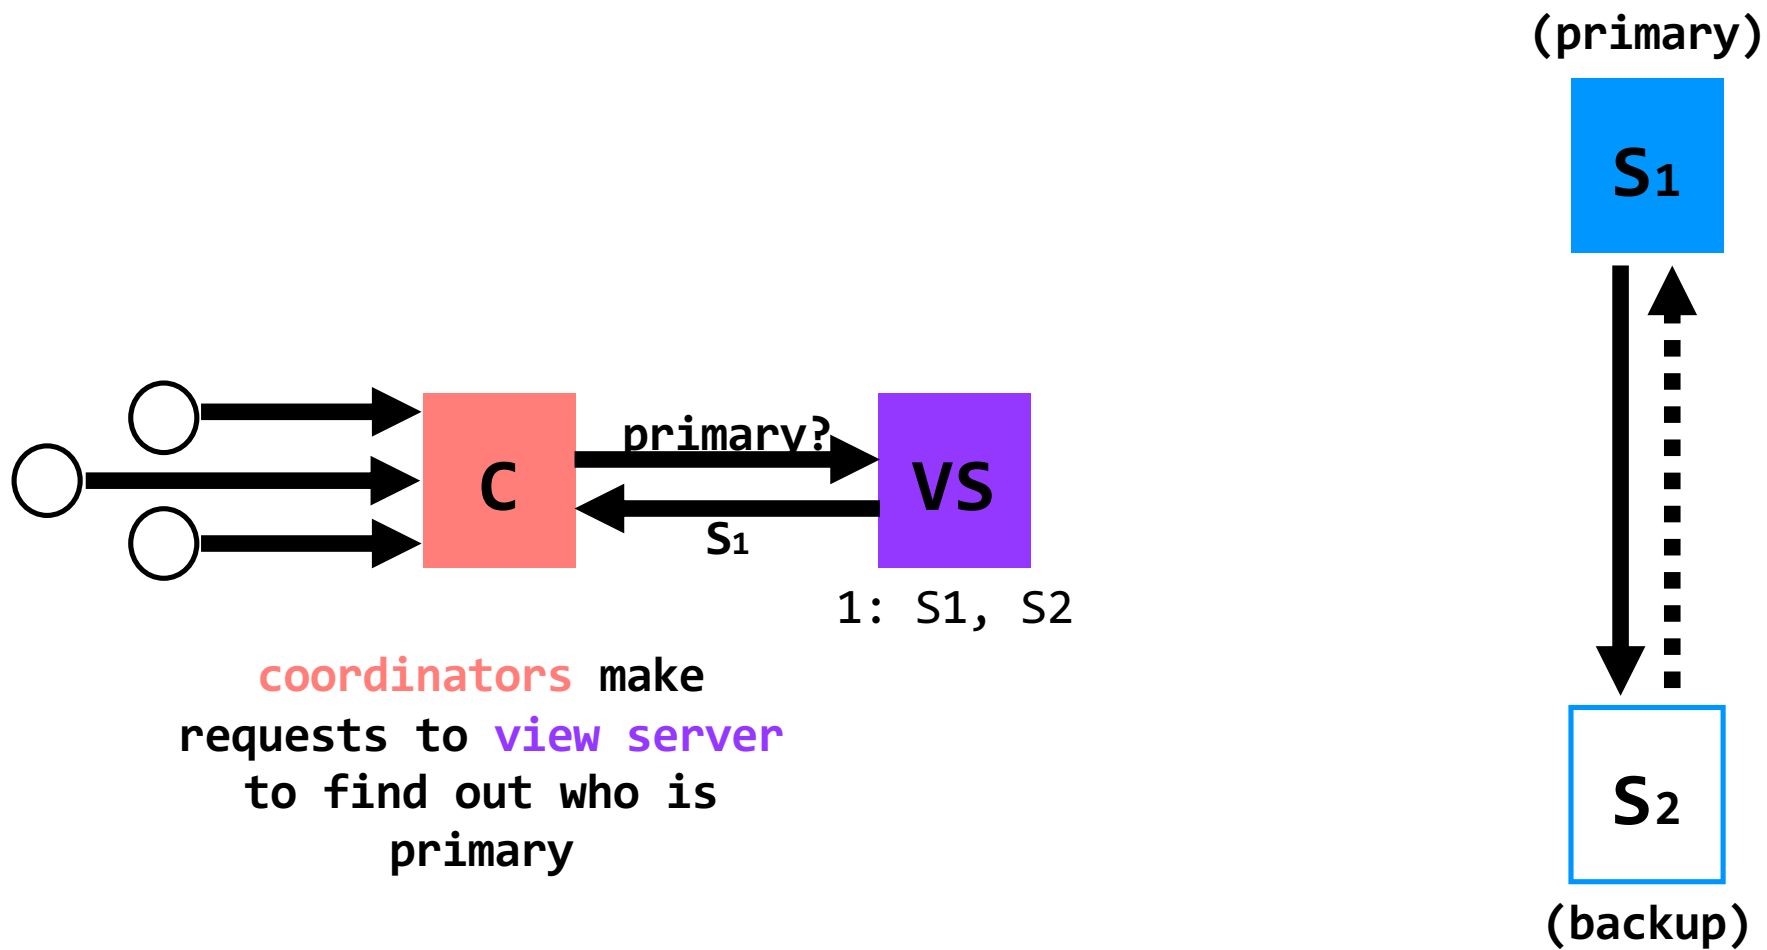 (primary)
S1
primary?
C
VS
S1
1: S1, S2
coordinators make
requests to view server
to find out who is
primary
S2
(backup)